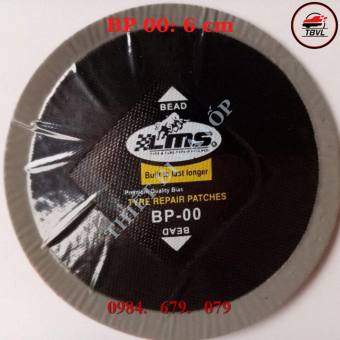 BP 00: 6 cm
TBVL
BEAD
LMS
Built to last longer
Premium Quality Bias
TYRE REPAIR PATCHES
BP-00
BEAD
0984. 679. 079